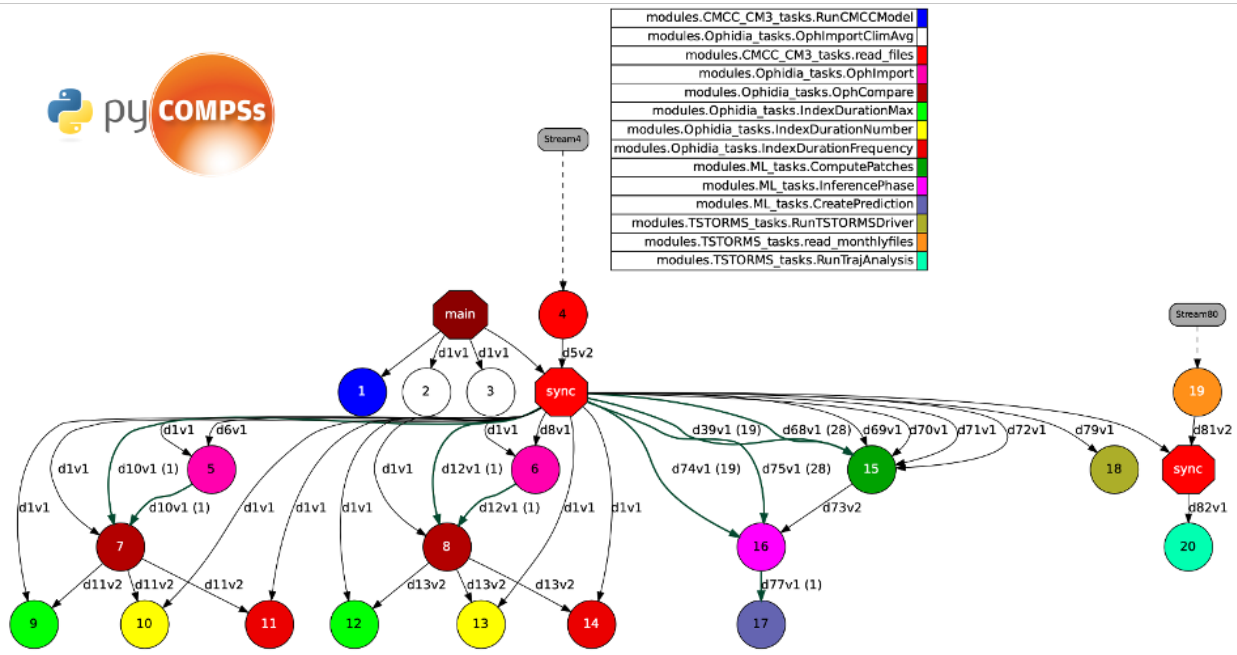 modules.CMCC_CM3_tasks.RunCMCCModel
modules.Ophidia_tasks.OphImportClimAvg
modules.CMCC_CM3_tasks.read_files
modules.Ophidia_tasks.OphImport
modules.Ophidia_tasks.OphCompare
modules.Ophidia_tasks.IndexDurationMax
modules.Ophidia_tasks.IndexDurationNumber
modules.Ophidia_tasks.IndexDurationFrequency
modules.ML_tasks.ComputePatches
modules.ML_tasks.InferencePhase
modules.ML_tasks.CreatePrediction
modules.TSTORMS_tasks.RunTSTORMSDriver
modules.TSTORMS_tasks.read_monthlyfiles
modules.TSTORMS_tasks.RunTrajAnalysis
py COMPSs
Stream4
main
4
Stream80
d1v1 d1v1 d5v2
1 2 3 sync 19
d1v1 d6v1 d1v1 d8v1 d39v1 (19) d68v1 (28) d69v1 d70v1 d71v1 d72v1 d79v1 d81v2
d1v1 d10v1 (1) 5 d1v1 d12v1 (1) 6 d74v1 (19) d75v1 (28) 15 18 sync
d1v1 d10v1 (1) d1v1 d1v1 d1v1 d12v1 (1) d1v1 d1v1 d73v2 d82v1
7 8 16 20
d11v2 d11v2 d11v2 d13v2 d13v2 d13v2 d77v1 (1)
9 10 11 12 13 14 17